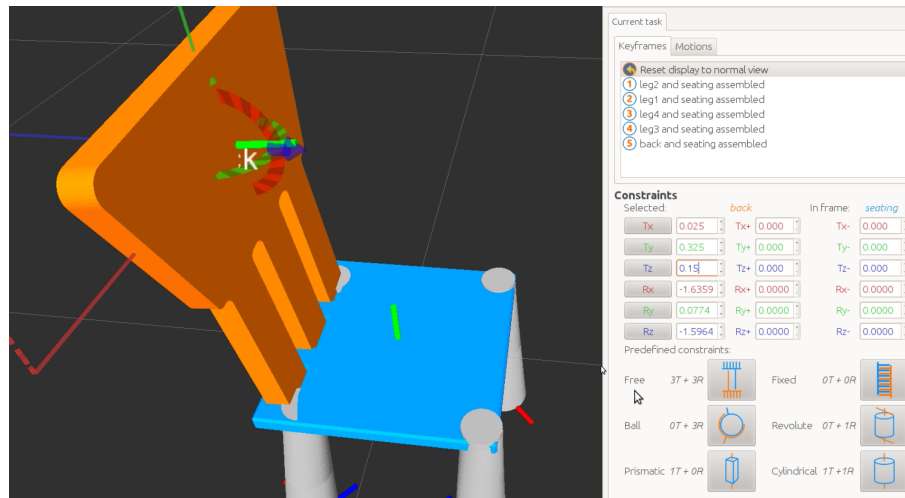 Current task
Keyframes Motions
Reset display to normal view
1 leg2 and seating assembled
2 leg1 and seating assembled
3 leg4 and seating assembled
4 leg3 and seating assembled
5 back and seating assembled
:k
Constraints
Selected: back In frame: seating
Tx 0.025 Tx+ 0.000 Tx- 0.000
Ty 0.325 Ty+ 0.000 Ty- 0.000
Tz 0.15 Tz+ 0.000 Tz- 0.000
Rx -1.6359 Rx+ 0.0000 Rx- 0.0000
Ry 0.0774 Ry+ 0.0000 Ry- 0.0000
Rz -1.5964 Rz+ 0.0000 Rz- 0.0000
Predefined constraints:
Free 3T + 3R Fixed 0T + 0R
Ball 0T + 3R Revolute 0T + 1R
Prismatic 1T + 0R Cylindrical 1T +1R